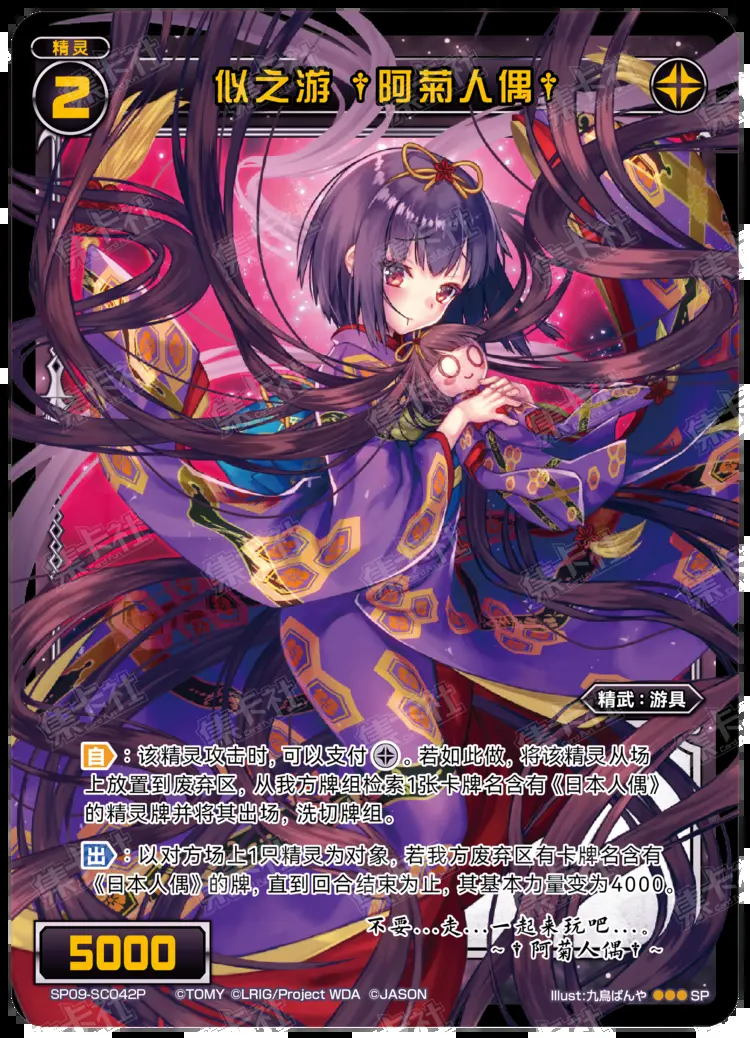 精灵
2
似之游 †阿菊人偶†
精武:游具
自:该精灵攻击时,可以支付。若如此做,将该精灵从场
上放置到废弃区,从我方牌组检索1张卡牌名含有《日本人偶》
的精灵牌并将其出场,洗切牌组。
出:以对方场上1只精灵为对象,若我方废弃区有卡牌名含有
《日本人偶》的牌,直到回合结束为止,其基本力量变为4000。
不要...走...一起来玩吧...。
~†阿菊人偶†~
5000
SP09-SC042P ©TOMY ©LRIG/Project WDA ©JASON
Illust:九鳥ぱんや SP
集卡社